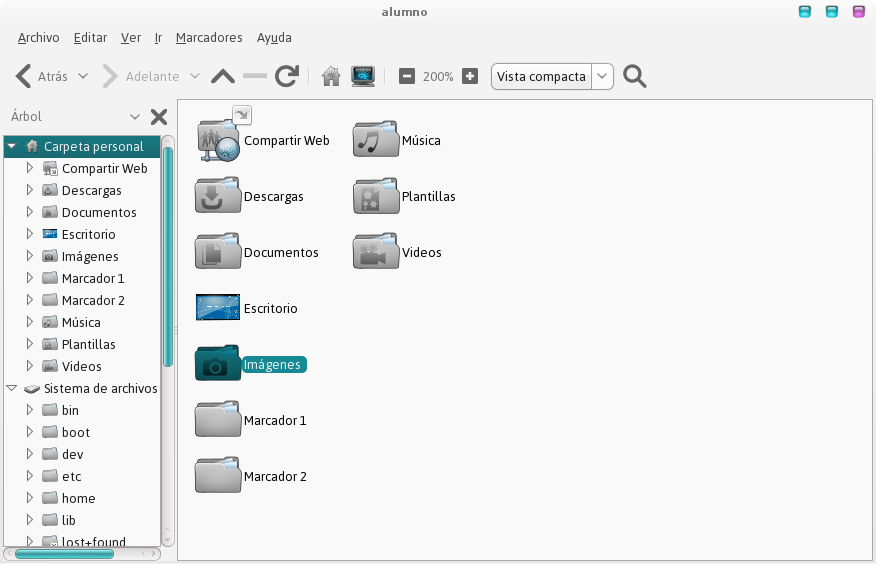 alumno
Archivo Editar Ver Ir Marcadores Ayuda
Atrás Adelante 200% Vista compacta
Árbol
Carpeta personal
Compartir Web
Descargas
Documentos
Escritorio
Imágenes
Marcador 1
Marcador 2
Música
Plantillas
Videos
Sistema de archivos
bin
boot
dev
etc
home
lib
lost+found
Compartir Web
Descargas
Documentos
Escritorio
Imágenes
Marcador 1
Marcador 2
Música
Plantillas
Videos